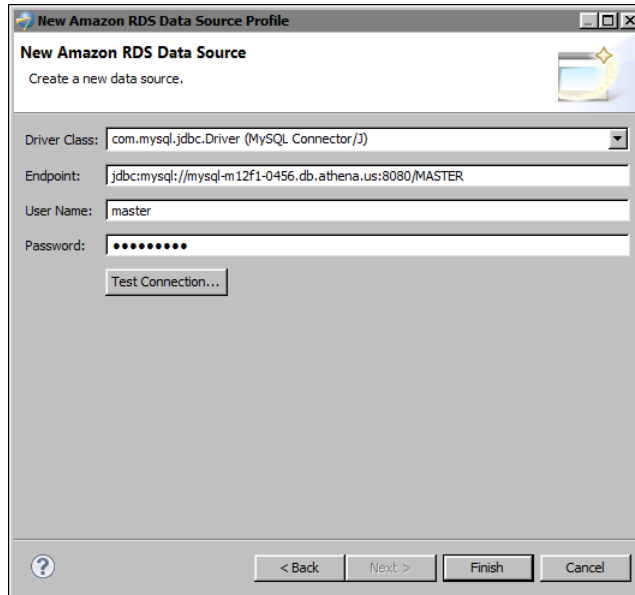 New Amazon RDS Data Source Profile
New Amazon RDS Data Source
Create a new data source.
Driver Class: com.mysql.jdbc.Driver (MySQL Connector/J)
Endpoint: jdbc:mysql://mysql-m12f1-0456.db.athena.us:8080/MASTER
User Name: master
Password: •••••••••
Test Connection...
? < Back Next > Finish Cancel